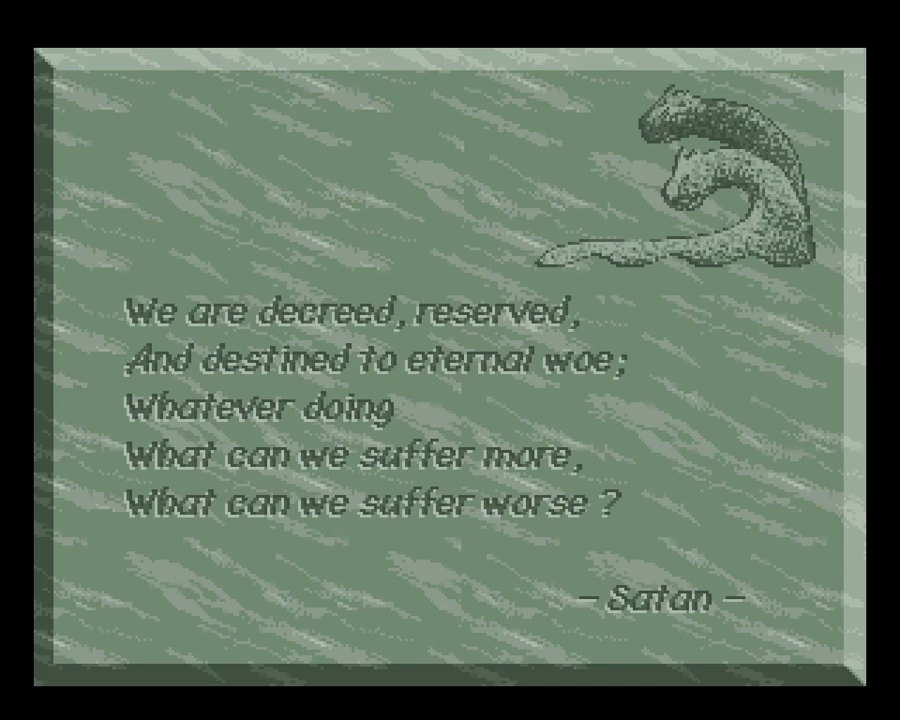 We are decreed, reserved,
And destined to eternal woe;
Whatever doing
What can we suffer more,
What can we suffer worse ?
– Satan –